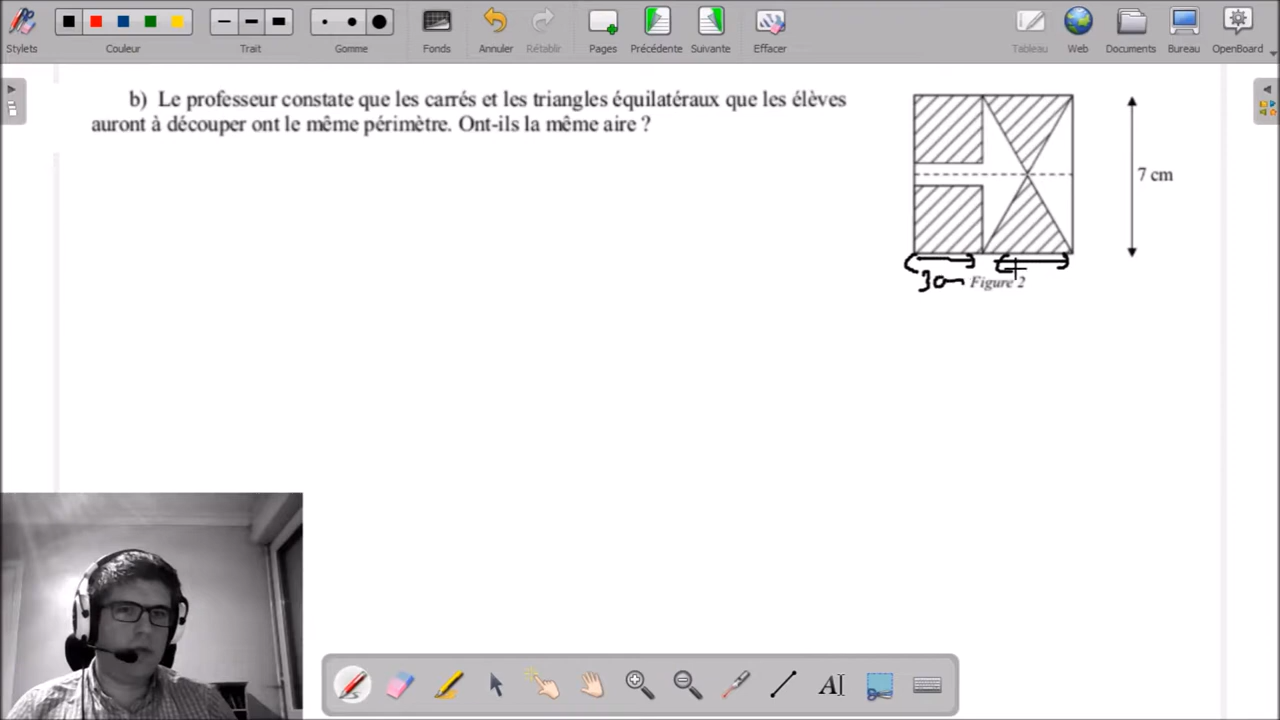 Stylets
Couleur
Trait
Gomme
Fonds
Annuler
Rétablir
Pages
Précédente
Suivante
Effacer
Tableau
Web
Documents
Bureau
OpenBoard
b) Le professeur constate que les carrés et les triangles équilatéraux que les élèves
auront à découper ont le même périmètre. Ont-ils la même aire ?
7 cm
Figure 2
AI